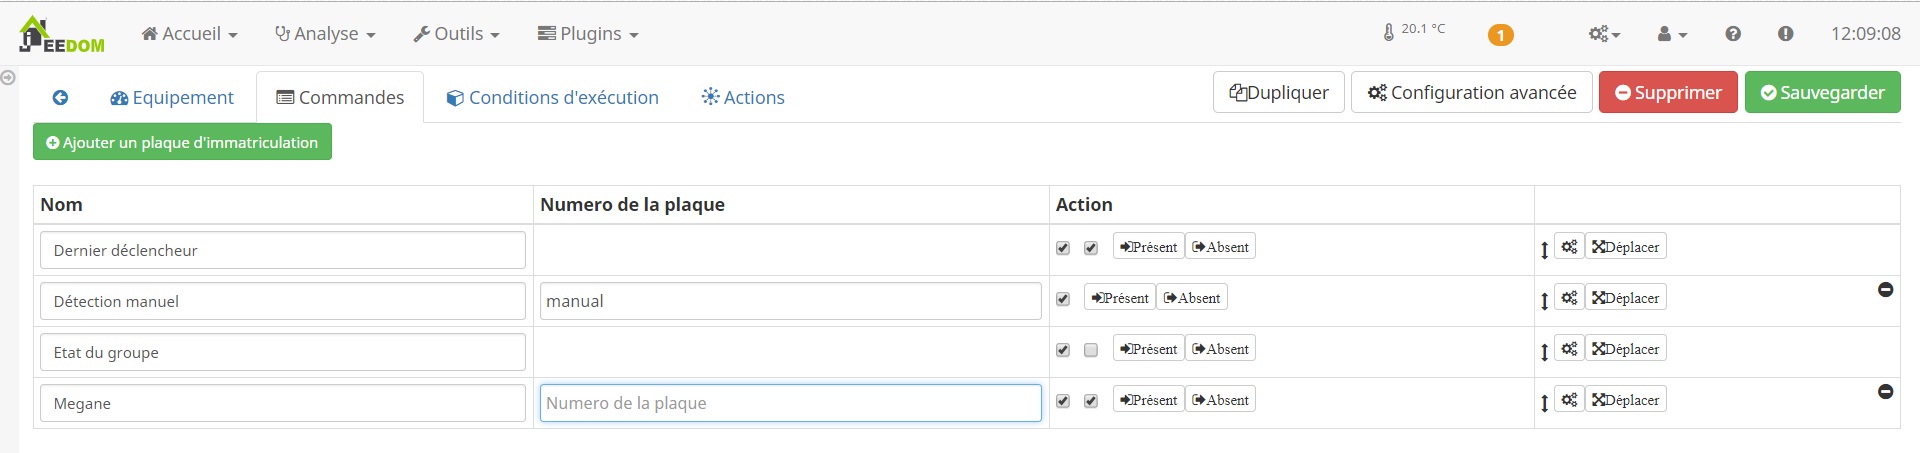 JEEDOM Accueil Analyse Outils Plugins 20.1 °C 1 12:09:08
Equipement Commandes Conditions d'exécution Actions Dupliquer Configuration avancée Supprimer Sauvegarder
Ajouter un plaque d'immatriculation
Nom Numero de la plaque Action
Dernier déclencheur Présent Absent Déplacer
Détection manuel manual Présent Absent Déplacer
Etat du groupe Présent Absent Déplacer
Megane Numero de la plaque Présent Absent Déplacer